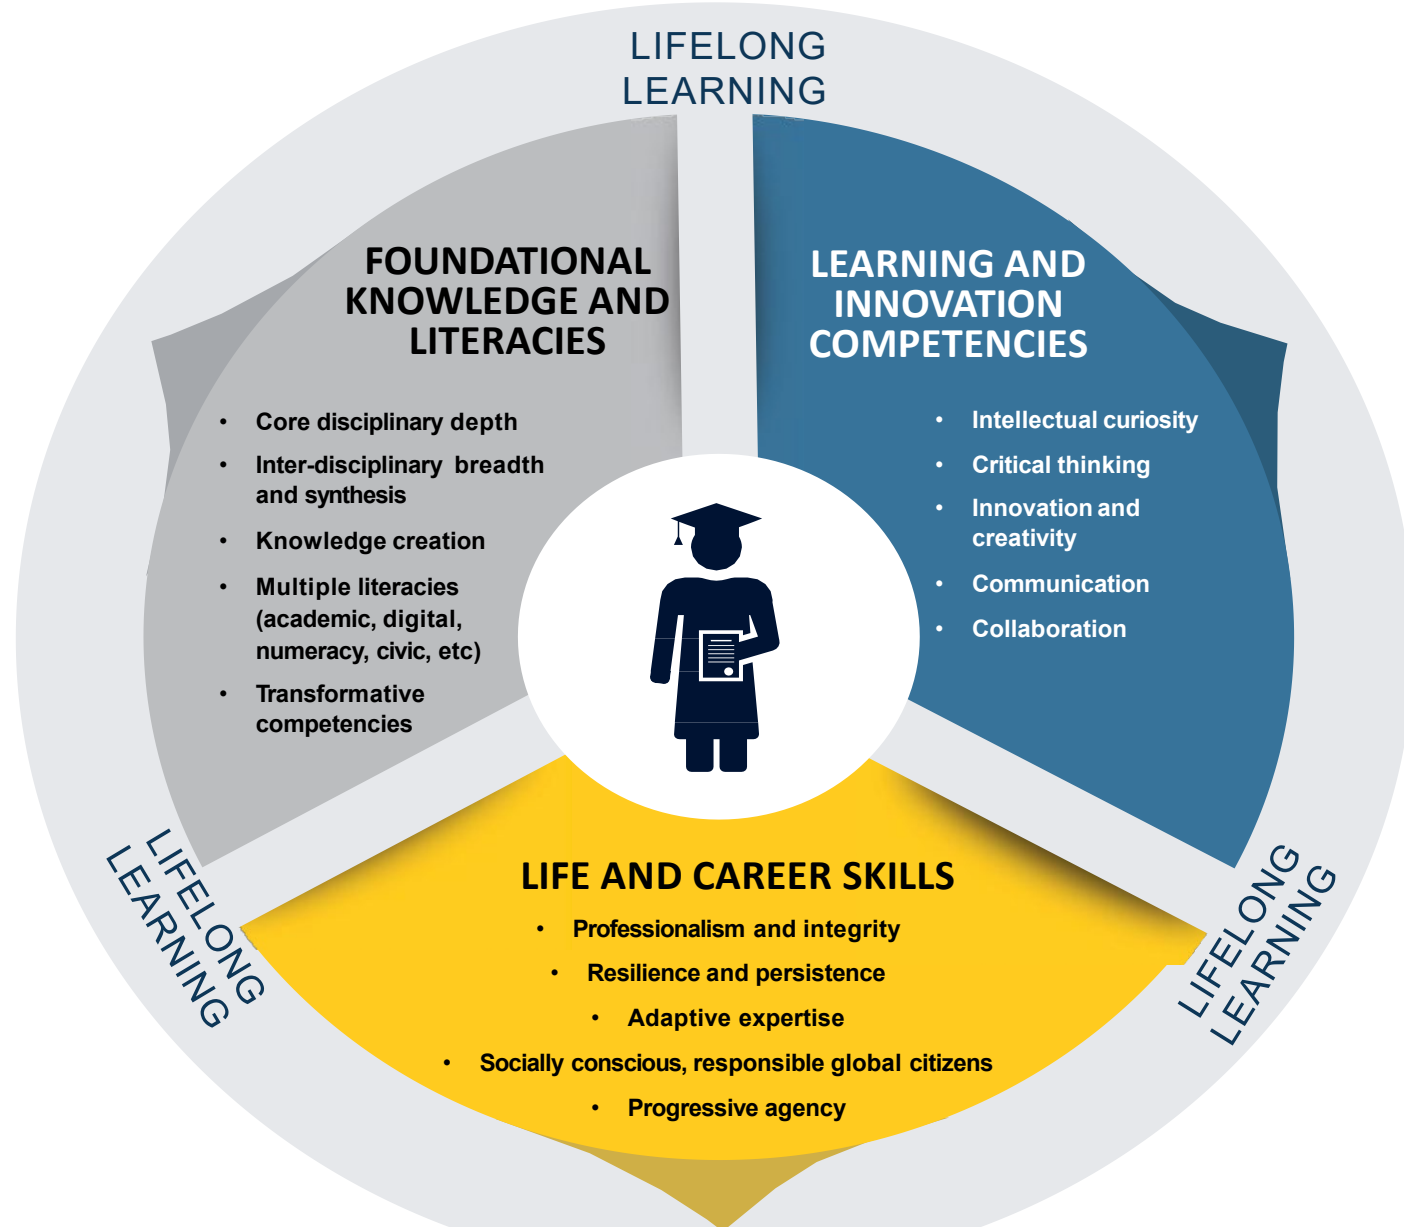 LIFELONG
LEARNING
FOUNDATIONAL
KNOWLEDGE AND
LITERACIES
• Core disciplinary depth
• Inter-disciplinary breadth
and synthesis
• Knowledge creation
• Multiple literacies
(academic, digital,
numeracy, civic, etc)
• Transformative
competencies
LEARNING AND
INNOVATION
COMPETENCIES
• Intellectual curiosity
• Critical thinking
• Innovation and
creativity
• Communication
• Collaboration
LIFE AND CAREER SKILLS
• Professionalism and integrity
• Resilience and persistence
• Adaptive expertise
• Socially conscious, responsible global citizens
• Progressive agency
LIFELONG
LEARNING
LIFELONG
LEARNING